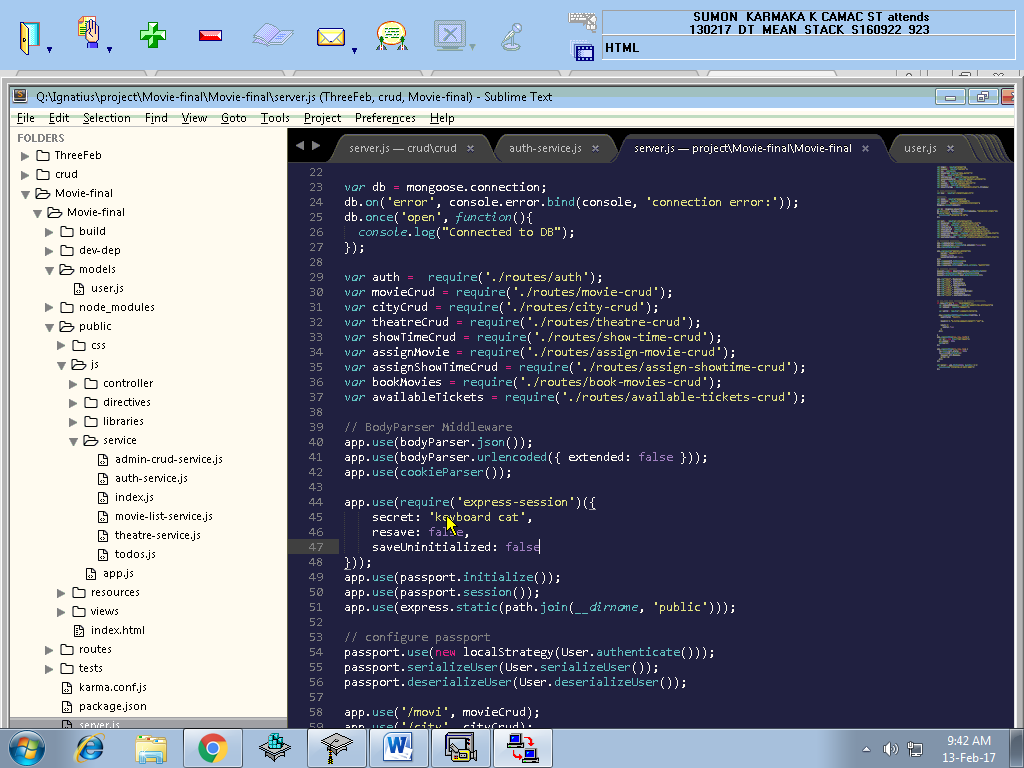 SUMON KARMAKA K CAMAC ST attends
130217 DT MEAN STACK S160922 923
HTML
Q:\Ignatius\project\Movie-final\Movie-final\server.js (ThreeFeb, crud, Movie-final) - Sublime Text
File Edit Selection Find View Goto Tools Project Preferences Help
FOLDERS
ThreeFeb
crud
Movie-final
Movie-final
build
dev-dep
models
user.js
node_modules
public
css
js
controller
directives
libraries
service
admin-crud-service.js
auth-service.js
index.js
movie-list-service.js
theatre-service.js
todos.js
app.js
resources
views
index.html
routes
tests
karma.conf.js
package.json
server.js
server.js — crud\crud × auth-service.js × server.js — project\Movie-final\Movie-final × user.js ×
22
23 var db = mongoose.connection;
24 db.on('error', console.error.bind(console, 'connection error:'));
25 db.once('open', function(){
26 console.log("Connected to DB");
27 });
28
29 var auth = require('./routes/auth');
30 var movieCrud = require('./routes/movie-crud');
31 var cityCrud = require('./routes/city-crud');
32 var theatreCrud = require('./routes/theatre-crud');
33 var showTimeCrud = require('./routes/show-time-crud');
34 var assignMovie = require('./routes/assign-movie-crud');
35 var assignShowTimeCrud = require('./routes/assign-showtime-crud');
36 var bookMovies = require('./routes/book-movies-crud');
37 var availableTickets = require('./routes/available-tickets-crud');
38
39 // BodyParser Middleware
40 app.use(bodyParser.json());
41 app.use(bodyParser.urlencoded({ extended: false }));
42 app.use(cookieParser());
43
44 app.use(require('express-session')({
45 secret: 'keyboard cat',
46 resave: false,
47 saveUninitialized: false
48 }));
49 app.use(passport.initialize());
50 app.use(passport.session());
51 app.use(express.static(path.join(__dirname, 'public')));
52
53 // configure passport
54 passport.use(new localStrategy(User.authenticate()));
55 passport.serializeUser(User.serializeUser());
56 passport.deserializeUser(User.deserializeUser());
57
58 app.use('/movi', movieCrud);
59 app.use('/city', cityCrud);
9:42 AM
13-Feb-17